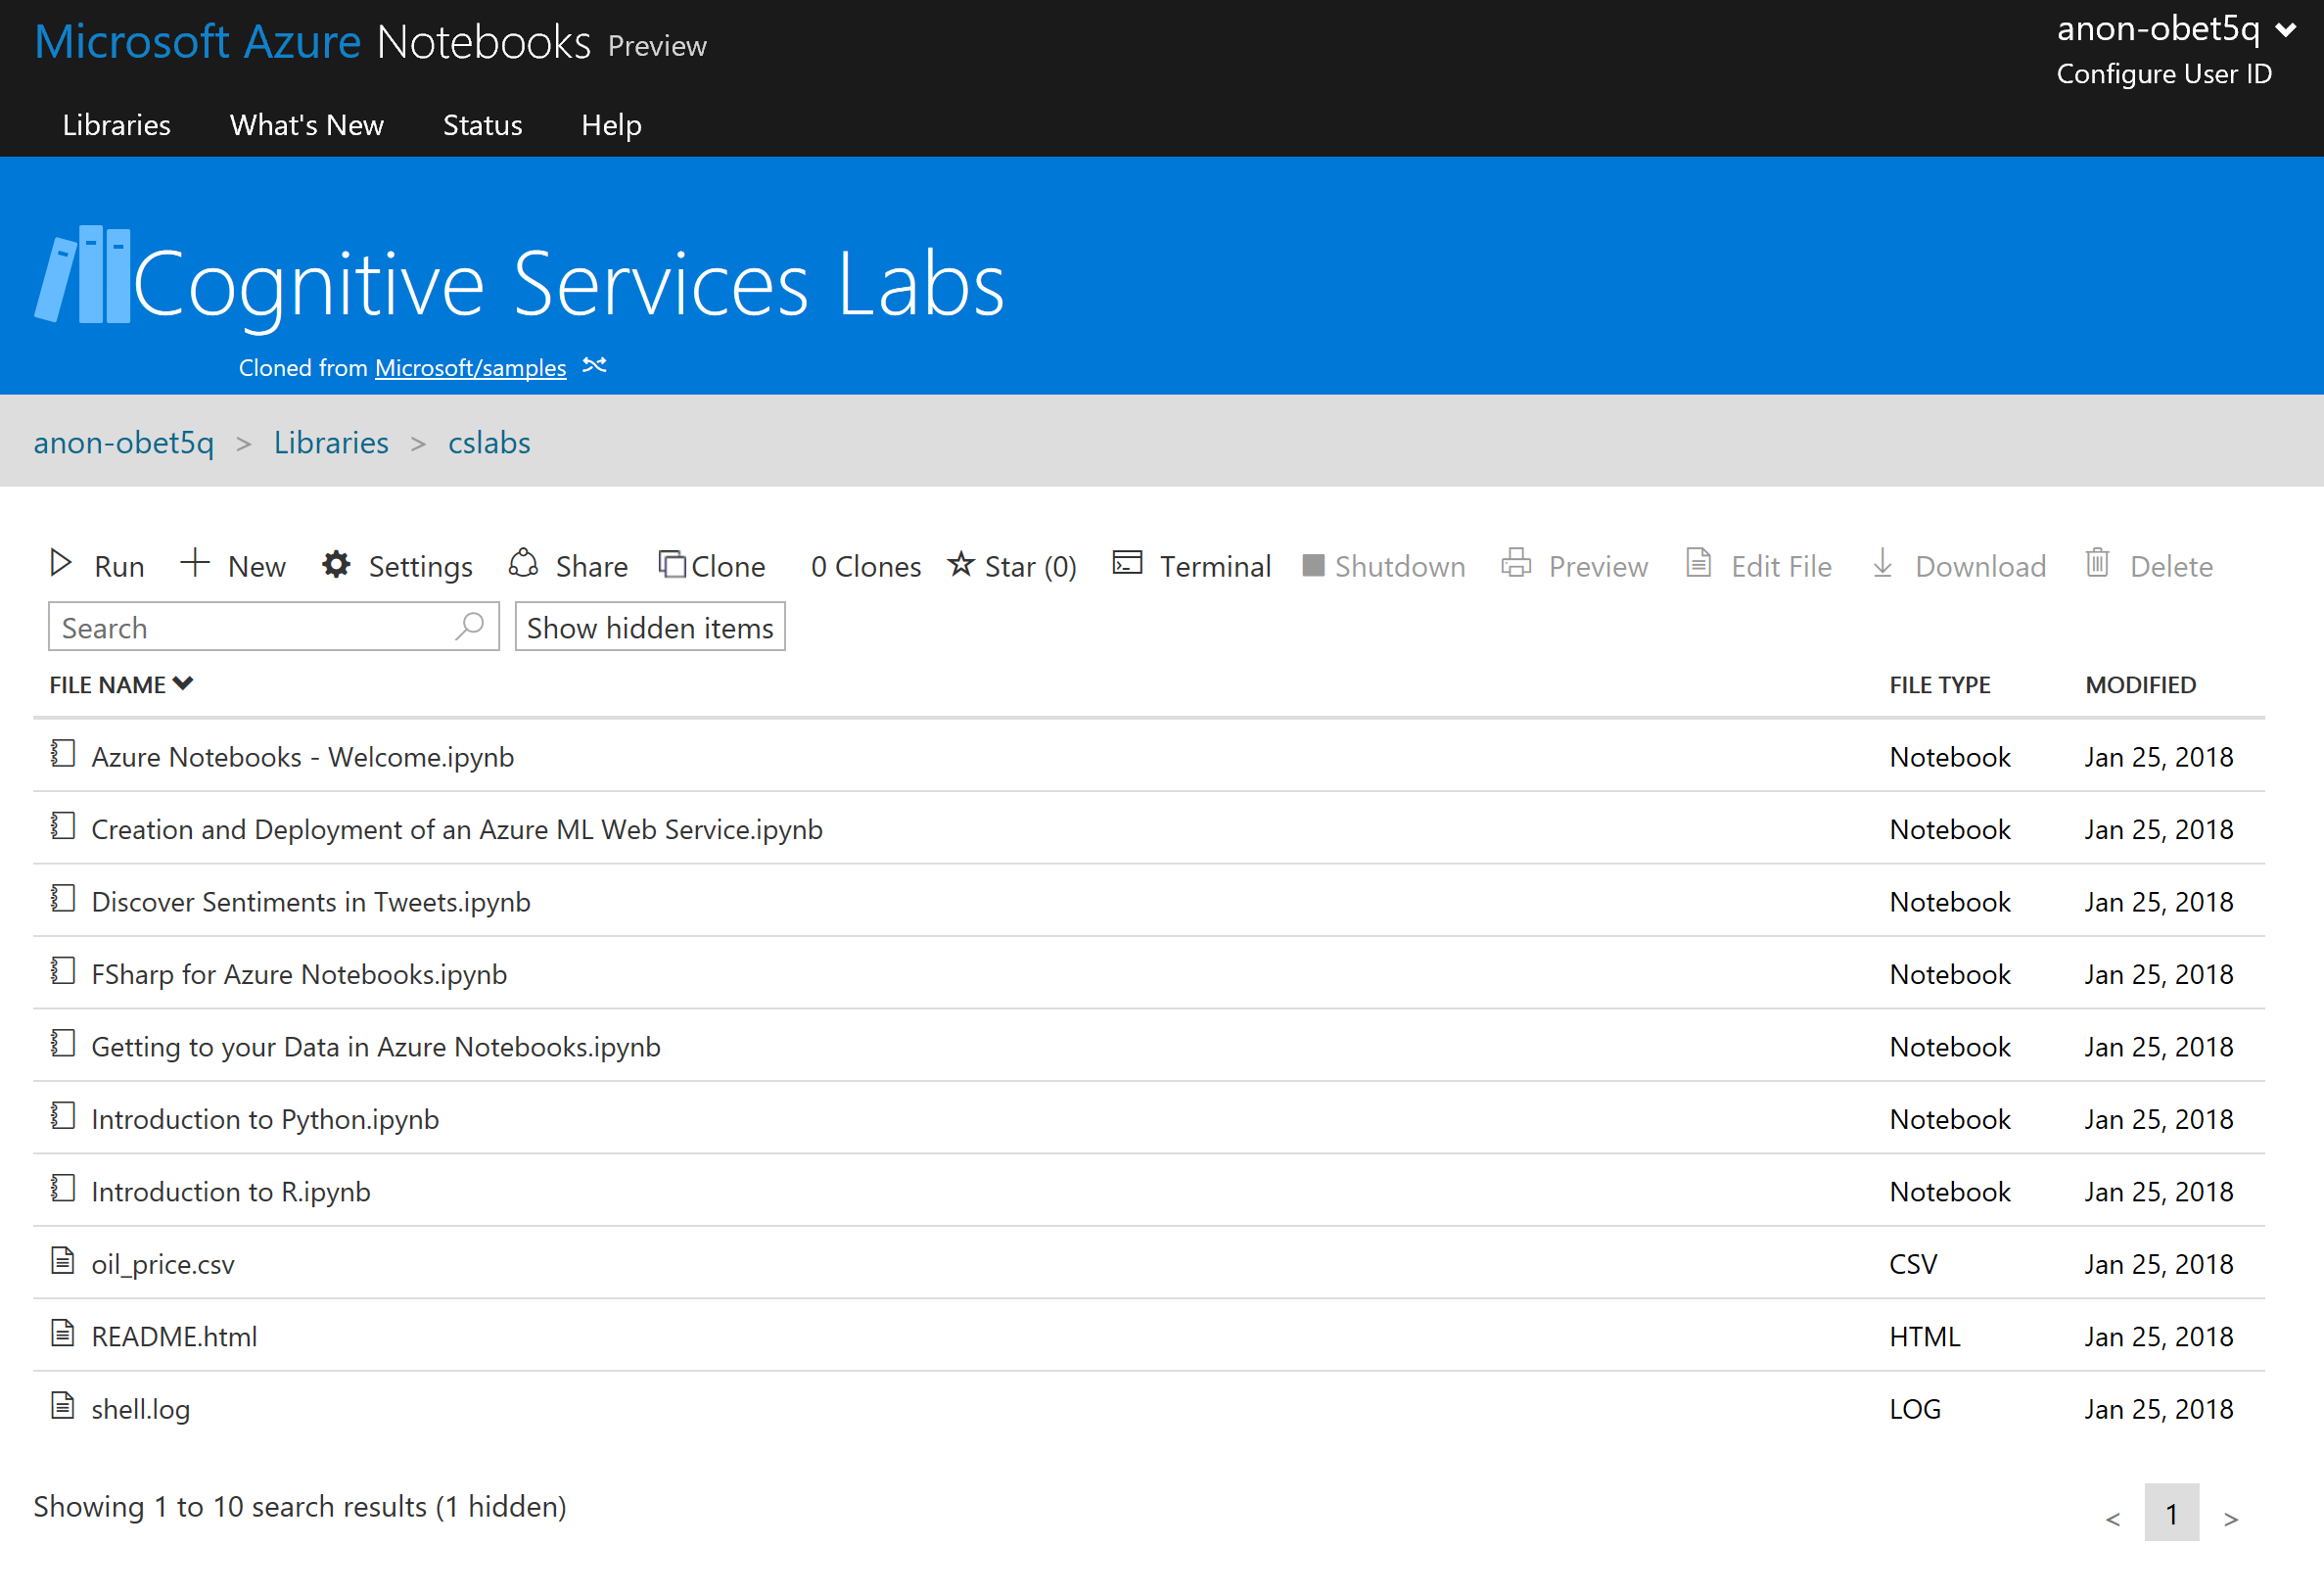 Microsoft Azure Notebooks Preview
anon-obet5q
Configure User ID
Libraries What's New Status Help
Cognitive Services Labs
Cloned from Microsoft/samples
anon-obet5q > Libraries > cslabs
Run New Settings Share Clone 0 Clones Star (0) Terminal Shutdown Preview Edit File Download Delete
Search Show hidden items
FILE NAME FILE TYPE MODIFIED
Azure Notebooks - Welcome.ipynb Notebook Jan 25, 2018
Creation and Deployment of an Azure ML Web Service.ipynb Notebook Jan 25, 2018
Discover Sentiments in Tweets.ipynb Notebook Jan 25, 2018
FSharp for Azure Notebooks.ipynb Notebook Jan 25, 2018
Getting to your Data in Azure Notebooks.ipynb Notebook Jan 25, 2018
Introduction to Python.ipynb Notebook Jan 25, 2018
Introduction to R.ipynb Notebook Jan 25, 2018
oil_price.csv CSV Jan 25, 2018
README.html HTML Jan 25, 2018
shell.log LOG Jan 25, 2018
Showing 1 to 10 search results (1 hidden)
< 1 >